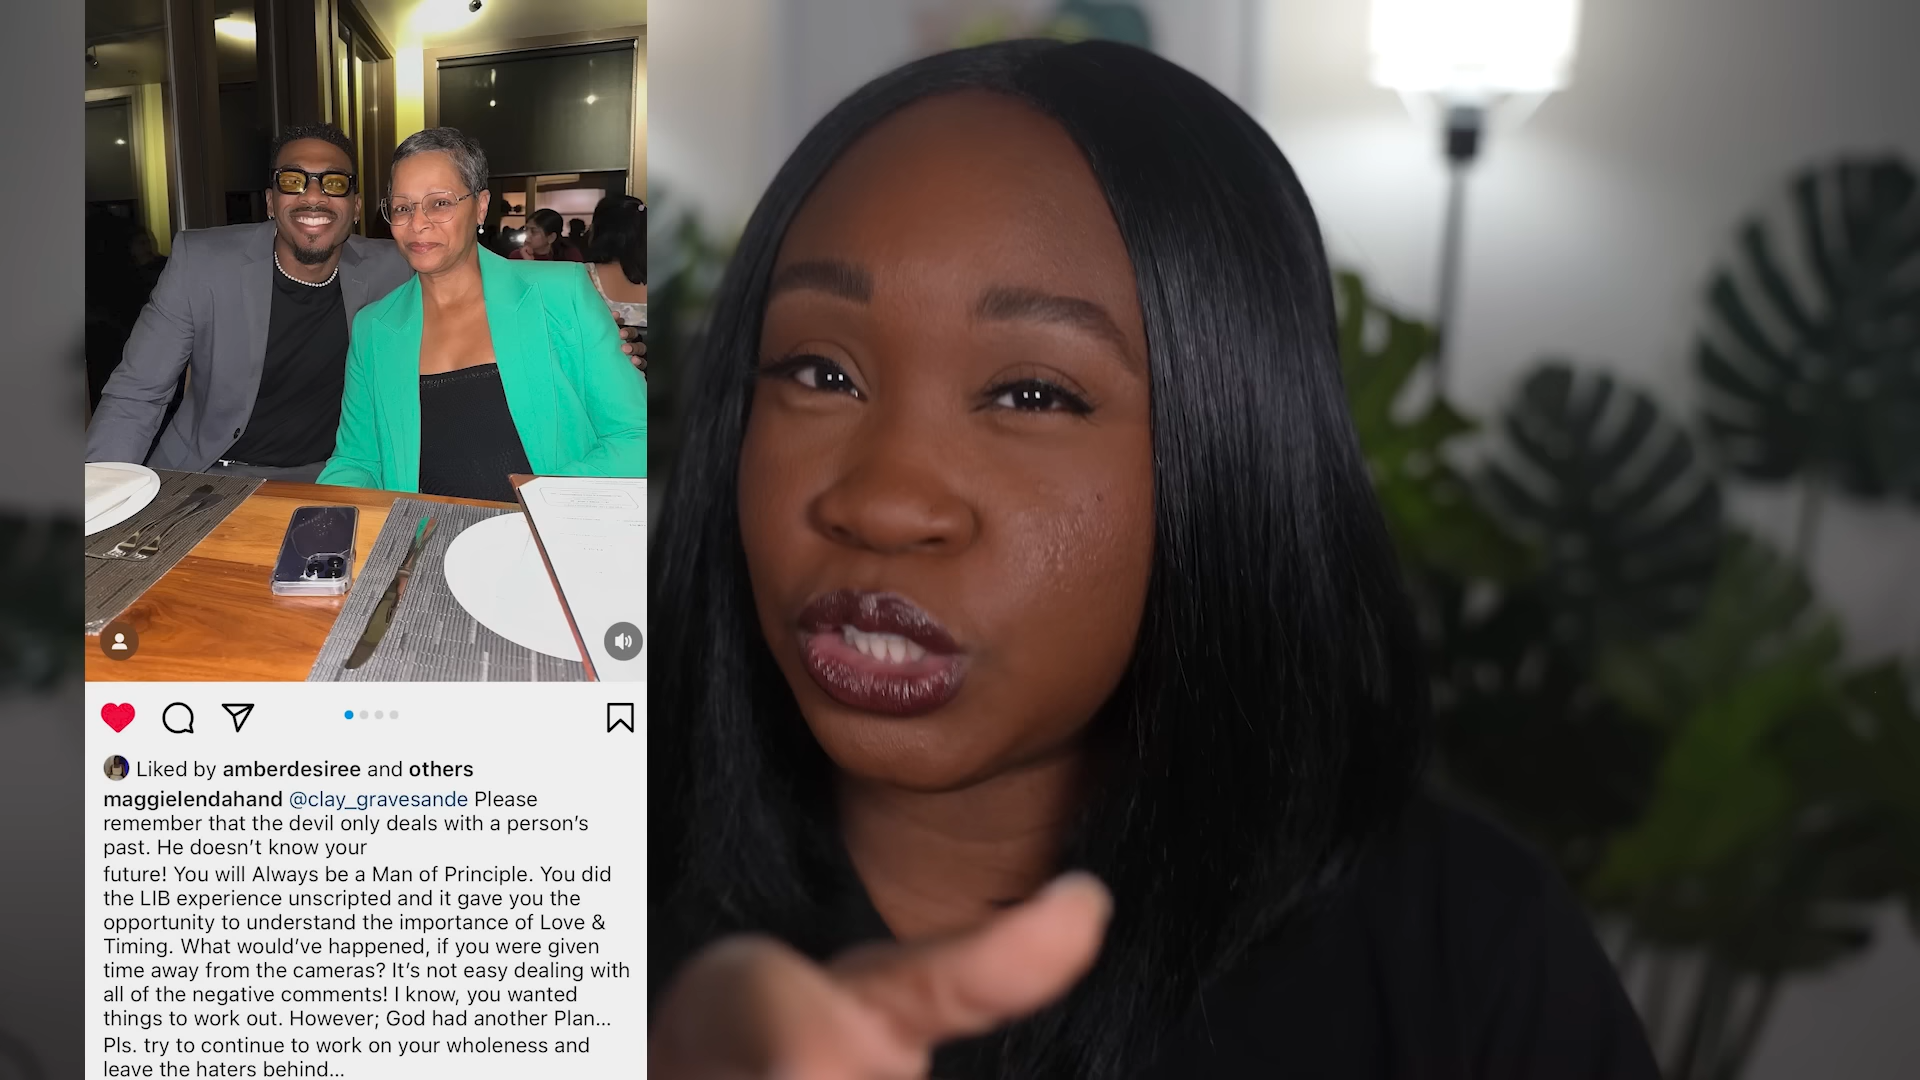 Liked by amberdesiree and others
maggielendahand @clay_gravesande Please
remember that the devil only deals with a person's
past. He doesn't know your
future! You will Always be a Man of Principle. You did
the LIB experience unscripted and it gave you the
opportunity to understand the importance of Love &
Timing. What would've happened, if you were given
time away from the cameras? It's not easy dealing with
all of the negative comments! I know, you wanted
things to work out. However; God had another Plan...
Pls. try to continue to work on your wholeness and
leave the haters behind...